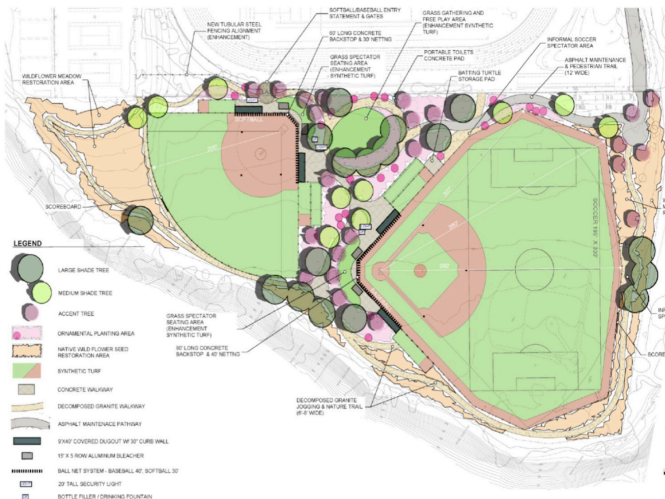 NEW TUBULAR STEEL
FENCING ALIGNMENT
(ENHANCEMENT)
SOFTBALL/BASEBALL ENTRY
STATEMENT & GATES
60' LONG CONCRETE
BACKSTOP & 30' NETTING
GRASS SPECTATOR
SEATING AREA
(ENHANCEMENT
SYNTHETIC TURF)
GRASS GATHERING AND
FREE PLAY AREA
(ENHANCEMENT SYNTHETIC
TURF)
PORTABLE TOILETS
CONCRETE PAD
BATTING TURTLE
STORAGE PAD
INFORMAL SOCCER
SPECTATOR AREA
ASPHALT MAINTENANCE
& PEDESTRIAN TRAIL
(12' WIDE)
WILDFLOWER MEADOW
RESTORATION AREA
SCOREBOARD
LEGEND
LARGE SHADE TREE
MEDIUM SHADE TREE
ACCENT TREE
ORNAMENTAL PLANTING AREA
NATIVE WILD FLOWER SEED
RESTORATION AREA
SYNTHETIC TURF
CONCRETE WALKWAY
DECOMPOSED GRANITE WALKWAY
ASPHALT MAINTENACE PATHWAY
9'X40' COVERED DUGOUT W/ 30" CURB WALL
15' X 5 ROW ALUMINUM BLEACHER
BALL NET SYSTEM - BASEBALL 40', SOFTBALL 30'
20' TALL SECURITY LIGHT
BOTTLE FILLER / DRINKING FOUNTAIN
GRASS SPECTATOR
SEATING AREA
(ENHANCEMENT
SYNTHETIC TURF)
90' LONG CONCRETE
BACKSTOP & 40' NETTNG
DECOMPOSED GRANITE
JOGGING & NATURE TRAIL
(6'-8' WIDE)